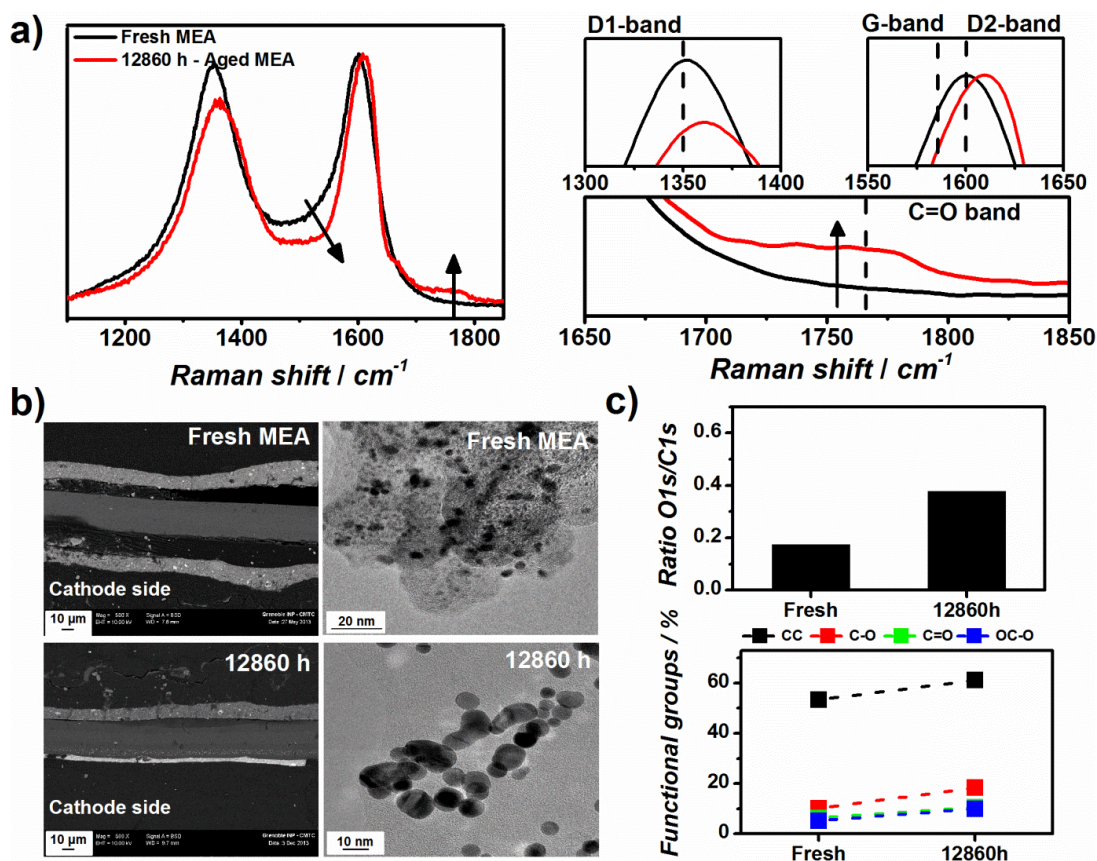 a)
Fresh MEA
12860 h - Aged MEA
1200 1400 1600 1800
Raman shift / cm-1
D1-band
1300 1350 1400
G-band D2-band
1550 1600 1650
C=O band
1650 1700 1750 1800 1850
Raman shift / cm-1
b)
Fresh MEA
Cathode side
10 µm
Fresh MEA
20 nm
12860 h
Cathode side
10 µm
12860 h
10 nm
c)
Ratio O1s/C1s
0.6
0.4
0.2
0.0
Fresh 12860h
CC C-O C=O OC-O
Functional groups / %
60
40
20
0
Fresh 12860h